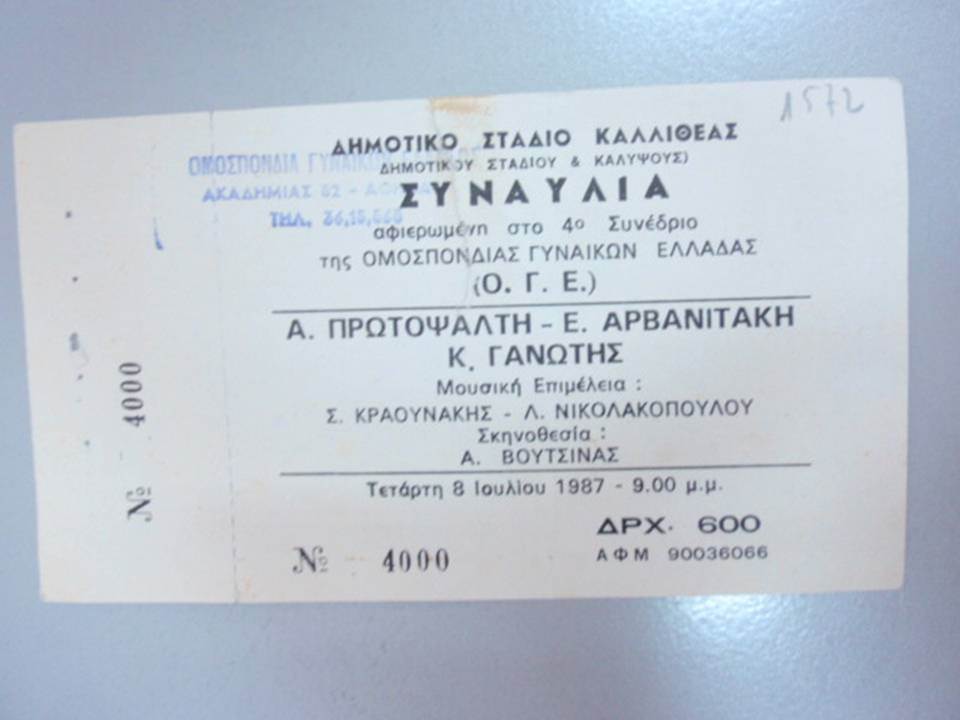 1572
ΔΗΜΟΤΙΚΟ ΣΤΑΔΙΟ ΚΑΛΛΙΘΕΑΣ
ΔΗΜΟΤΙΚΟΥ ΣΤΑΔΙΟΥ & ΚΑΛΥΨΟΥΣ)
ΟΜΟΣΠΟΝΔΙΑ
ΑΚΑΔΗΜΙΑΣ 52 -
ΤΗΛ.
ΣΥΝΑΥΛΙΑ
αφιερωμένη στο 4ο Συνέδριο
της ΟΜΟΣΠΟΝΔΙΑΣ ΓΥΝΑΙΚΩΝ ΕΛΛΑΔΑΣ
(Ο. Γ. Ε.)
Α. ΠΡΩΤΟΨΑΛΤΗ - Ε. ΑΡΒΑΝΙΤΑΚΗ
Κ. ΓΑΝΩΤΗΣ
Μουσική Επιμέλεια :
Σ. ΚΡΑΟΥΝΑΚΗΣ - Λ. ΝΙΚΟΛΑΚΟΠΟΥΛΟΥ
Σκηνοθεσία :
Α. ΒΟΥΤΣΙΝΑΣ
Τετάρτη 8 Ιουλίου 1987 - 9.00 μ.μ.
ΔΡΧ. 600
ΑΦΜ 90036066
№ 4000
№ 4000